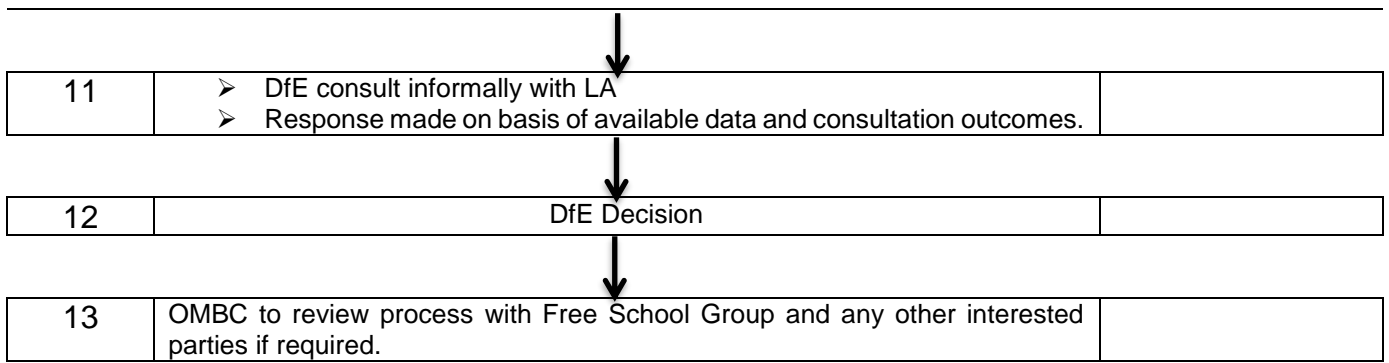 11
➢ DfE consult informally with LA
➢ Response made on basis of available data and consultation outcomes.
12
DfE Decision
13
OMBC to review process with Free School Group and any other interested
parties if required.